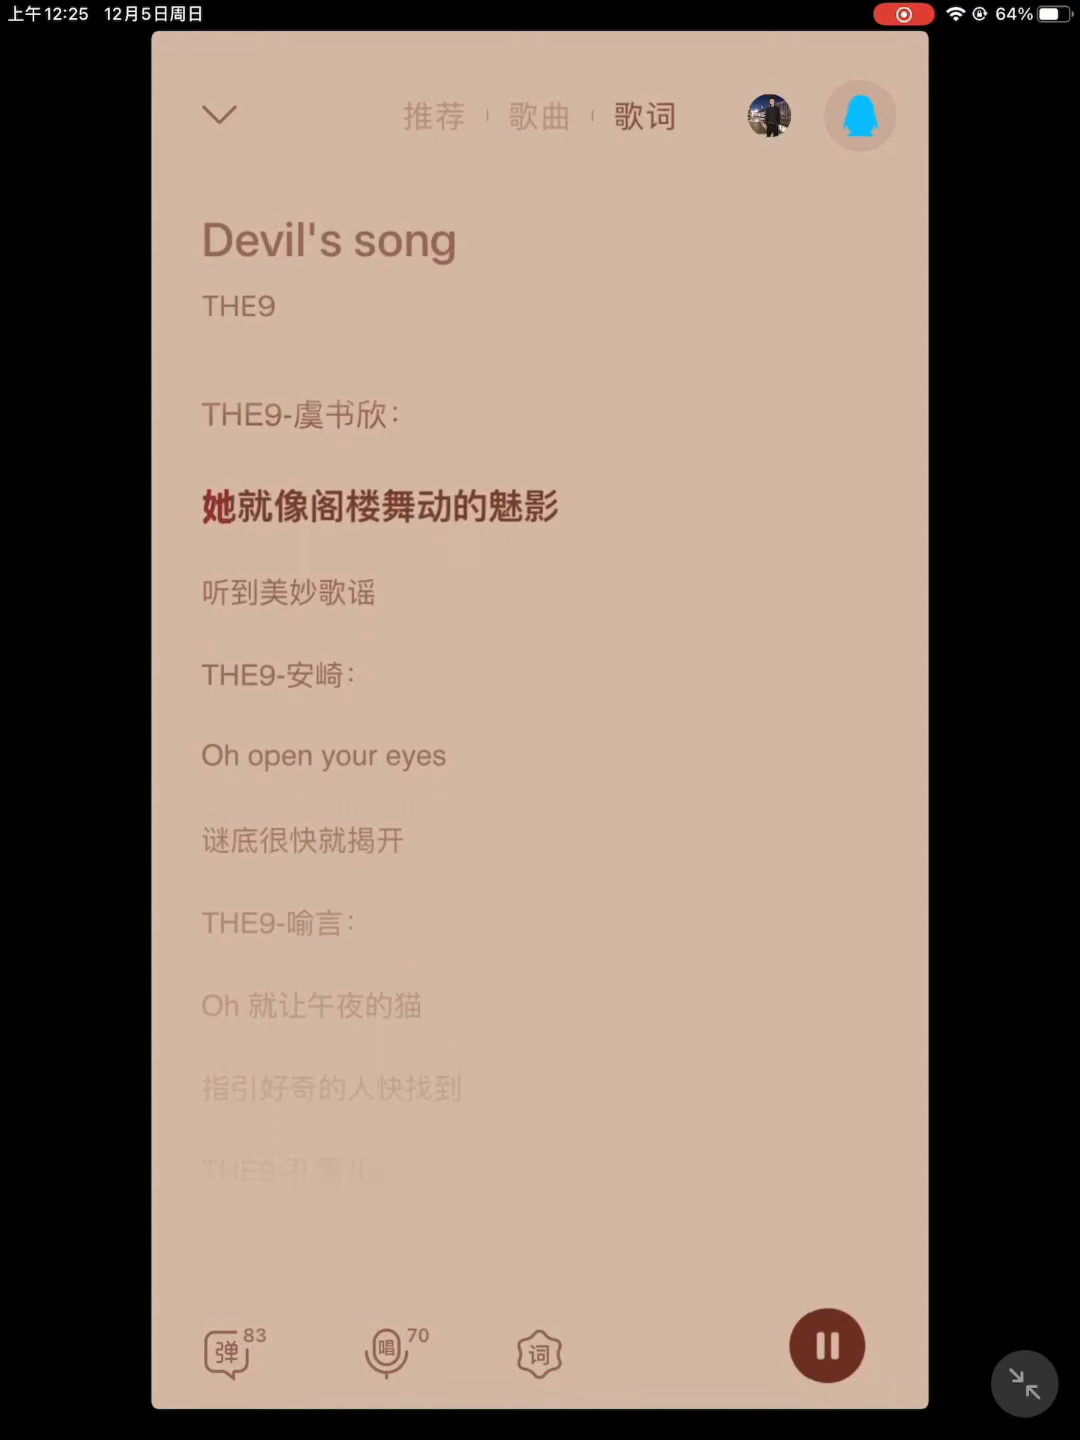 上午12:25 12月5日周日 64%
推荐 歌曲 歌词
Devil's song
THE9
THE9-虞书欣:
她就像阁楼舞动的魅影
听到美妙歌谣
THE9-安崎:
Oh open your eyes
谜底很快就揭开
THE9-喻言:
Oh 就让午夜的猫
指引好奇的人快找到
THE9-孔雪儿:
弹 83 唱 70 词